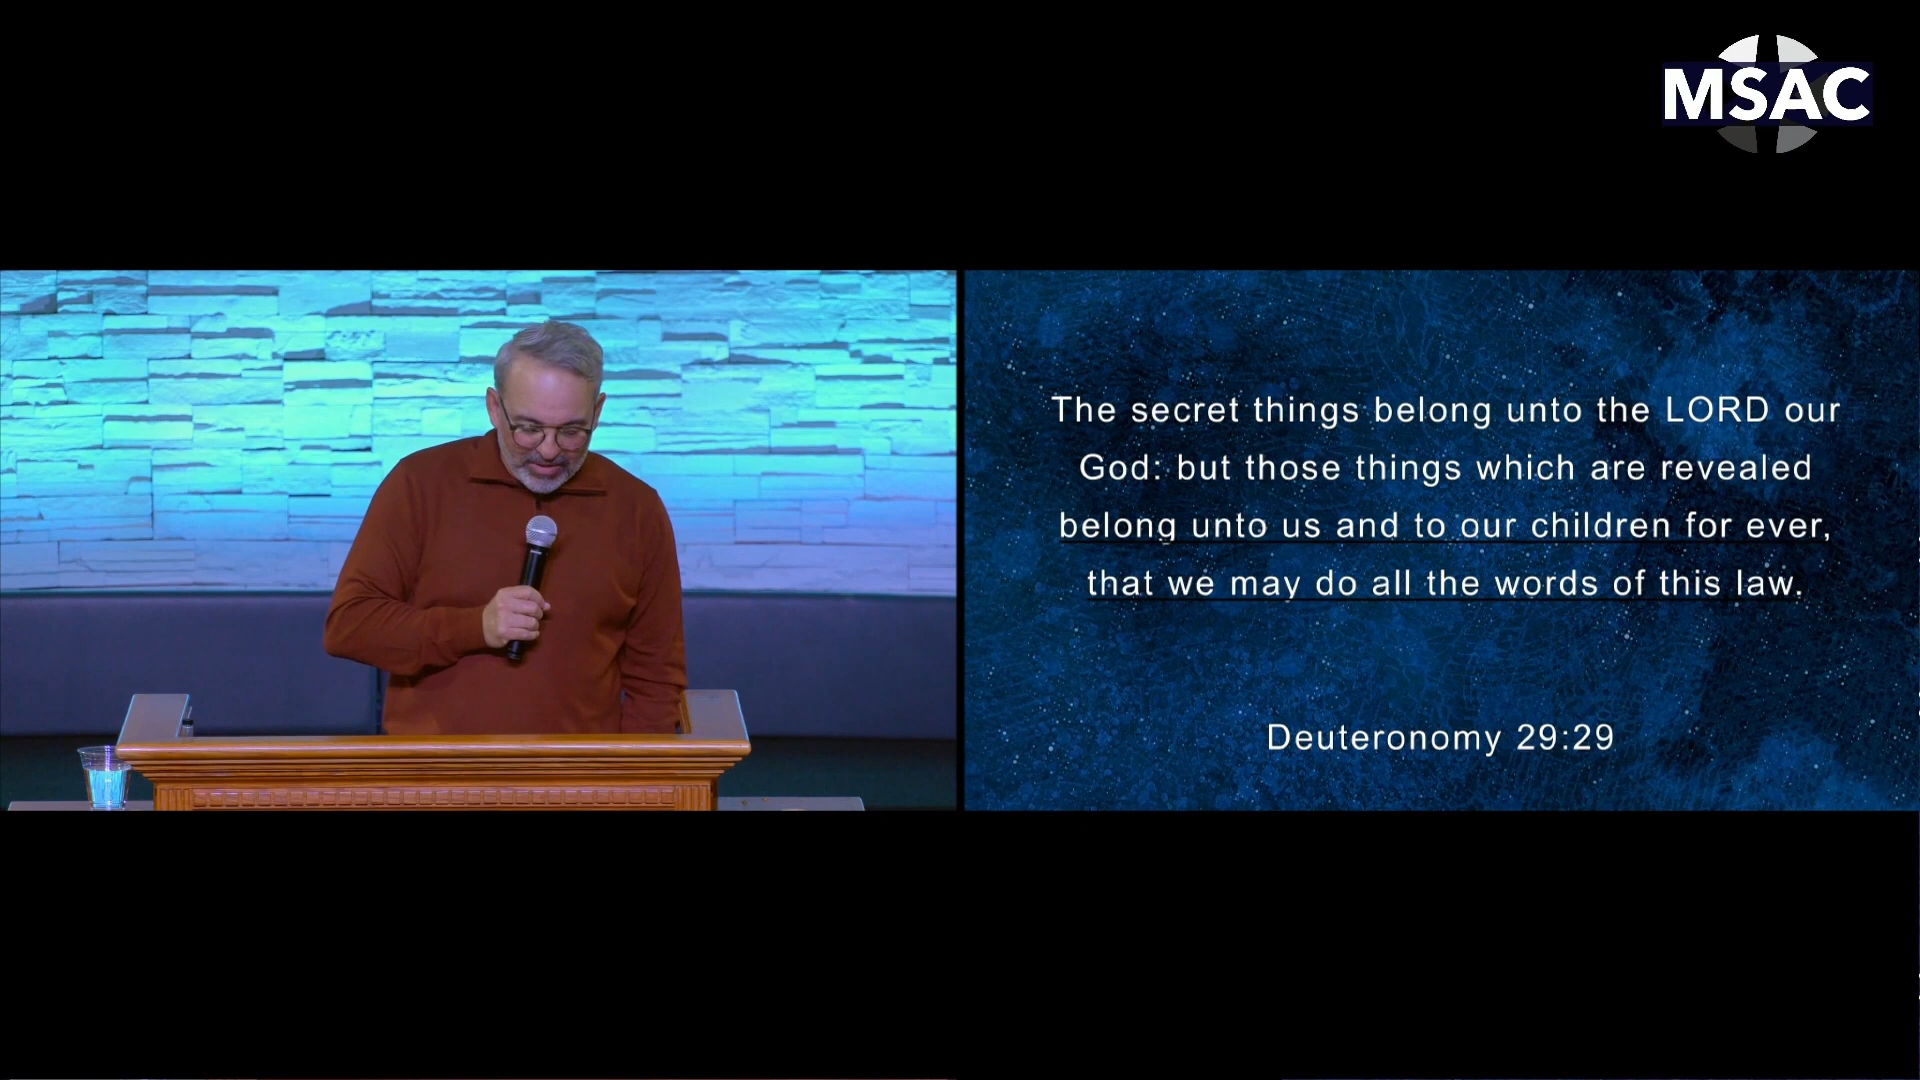 MSAC
The secret things belong unto the LORD our
God: but those things which are revealed
belong unto us and to our children for ever,
that we may do all the words of this law.
Deuteronomy 29:29